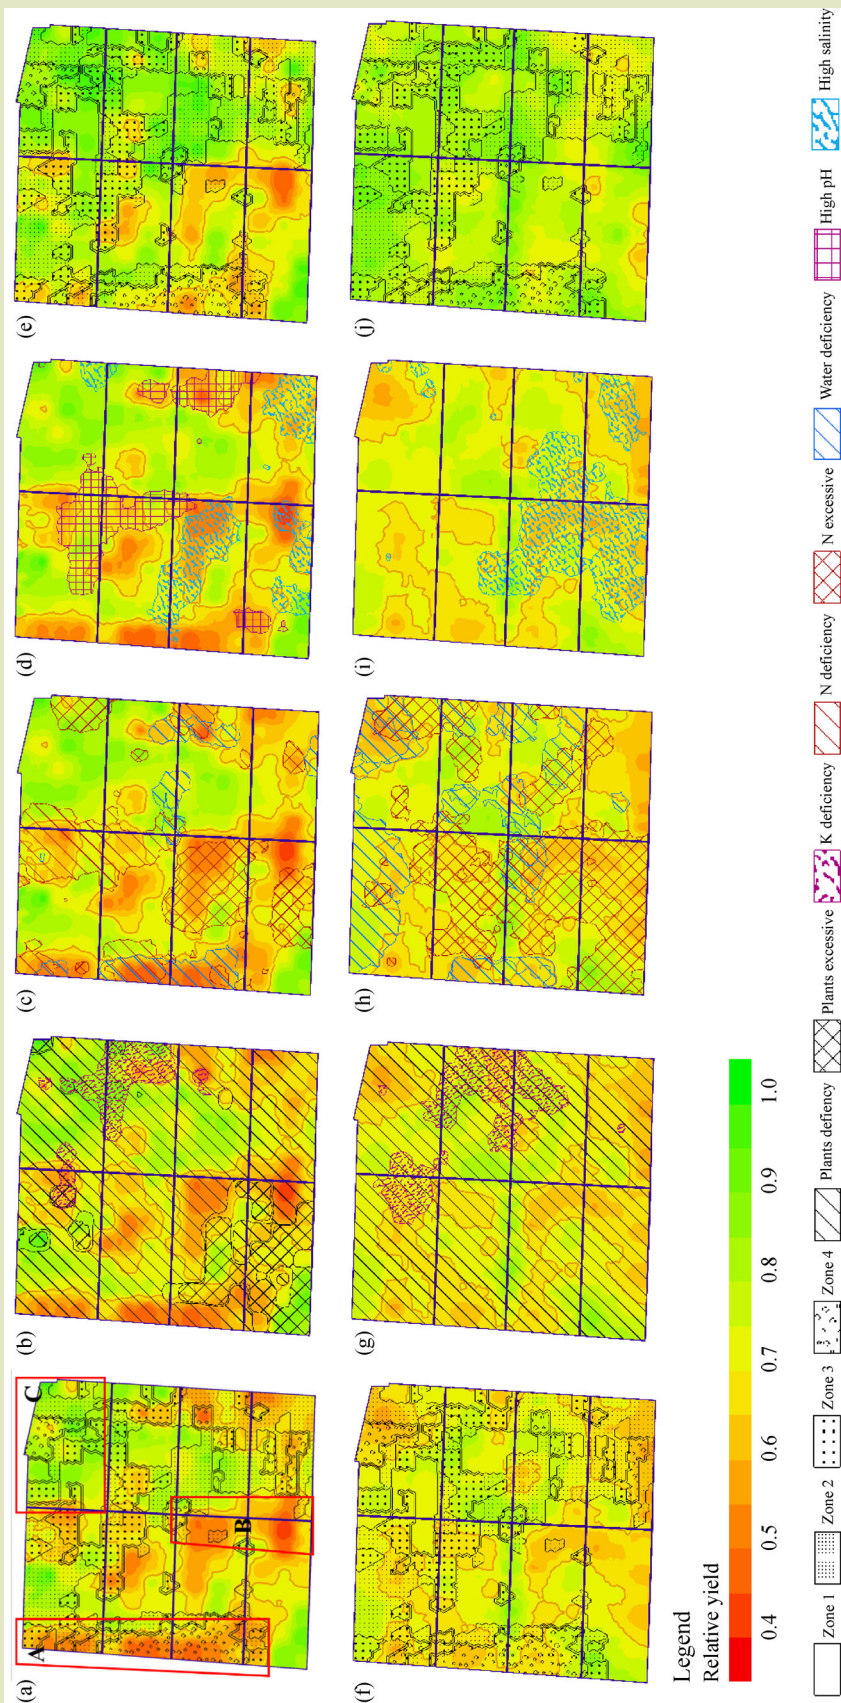 (a)
A
B
C
(b)
(c)
(d)
(e)
(f)
(g)
(h)
(i)
(j)
Legend
Relative yield
0.4
0.5
0.6
0.7
0.8
0.9
1.0
Zone 1
Zone 2
Zone 3
Zone 4
Plants defiency
Plants excessive
K deficiency
N deficiency
N excessive
Water deficiency
High pH
High salinity